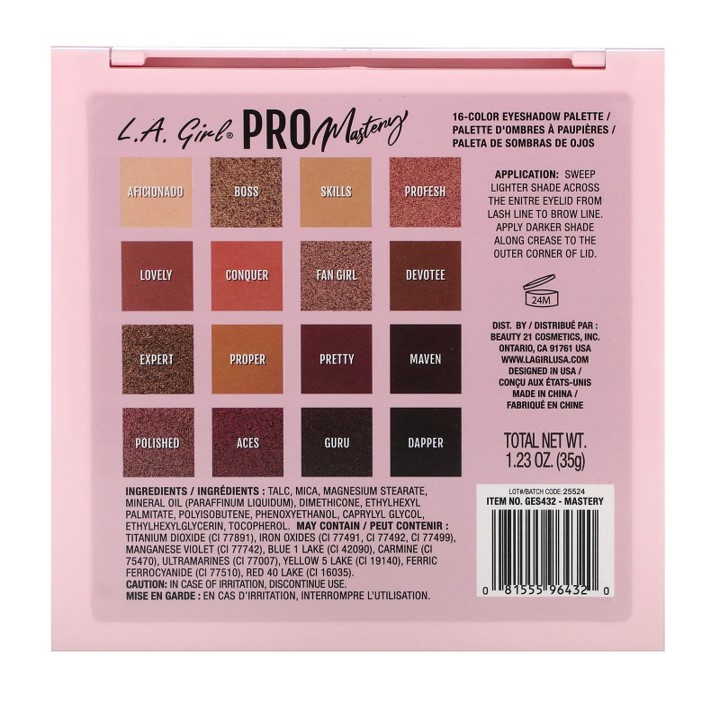 L.A. Girl® PRO Mastery
16-COLOR EYESHADOW PALETTE /
PALETTE D'OMBRES À PAUPIÈRES /
PALETA DE SOMBRAS DE OJOS
AFICIONADO
BOSS
SKILLS
PROFESH
LOVELY
CONQUER
FAN GIRL
DEVOTEE
EXPERT
PROPER
PRETTY
MAVEN
POLISHED
ACES
GURU
DAPPER
APPLICATION: SWEEP
LIGHTER SHADE ACROSS
THE ENITRE EYELID FROM
LASH LINE TO BROW LINE.
APPLY DARKER SHADE
ALONG CREASE TO THE
OUTER CORNER OF LID.
24M
DIST. BY / DISTRIBUÉ PAR :
BEAUTY 21 COSMETICS, INC.
ONTARIO, CA 91761 USA
WWW.LAGIRLUSA.COM
DESIGNED IN USA /
CONÇU AUX ÉTATS-UNIS
MADE IN CHINA /
FABRIQUÉ EN CHINE
TOTAL NET WT.
1.23 OZ. (35g)
INGREDIENTS / INGRÉDIENTS : TALC, MICA, MAGNESIUM STEARATE,
MINERAL OIL (PARAFFINUM LIQUIDUM), DIMETHICONE, ETHYLHEXYL
PALMITATE, POLYISOBUTENE, PHENOXYETHANOL, CAPRYLYL GLYCOL,
ETHYLHEXYLGLYCERIN, TOCOPHEROL. MAY CONTAIN / PEUT CONTENIR :
TITANIUM DIOXIDE (CI 77891), IRON OXIDES (CI 77491, CI 77492, CI 77499),
MANGANESE VIOLET (CI 77742), BLUE 1 LAKE (CI 42090), CARMINE (CI
75470), ULTRAMARINES (CI 77007), YELLOW 5 LAKE (CI 19140), FERRIC
FERROCYANIDE (CI 77510), RED 40 LAKE (CI 16035).
CAUTION: IN CASE OF IRRITATION, DISCONTINUE USE.
MISE EN GARDE : EN CAS D'IRRITATION, INTERROMPRE L'UTILISATION.
LOT#/BATCH CODE: 25524
ITEM NO. GES432 - MASTERY
0 81555 96432 0